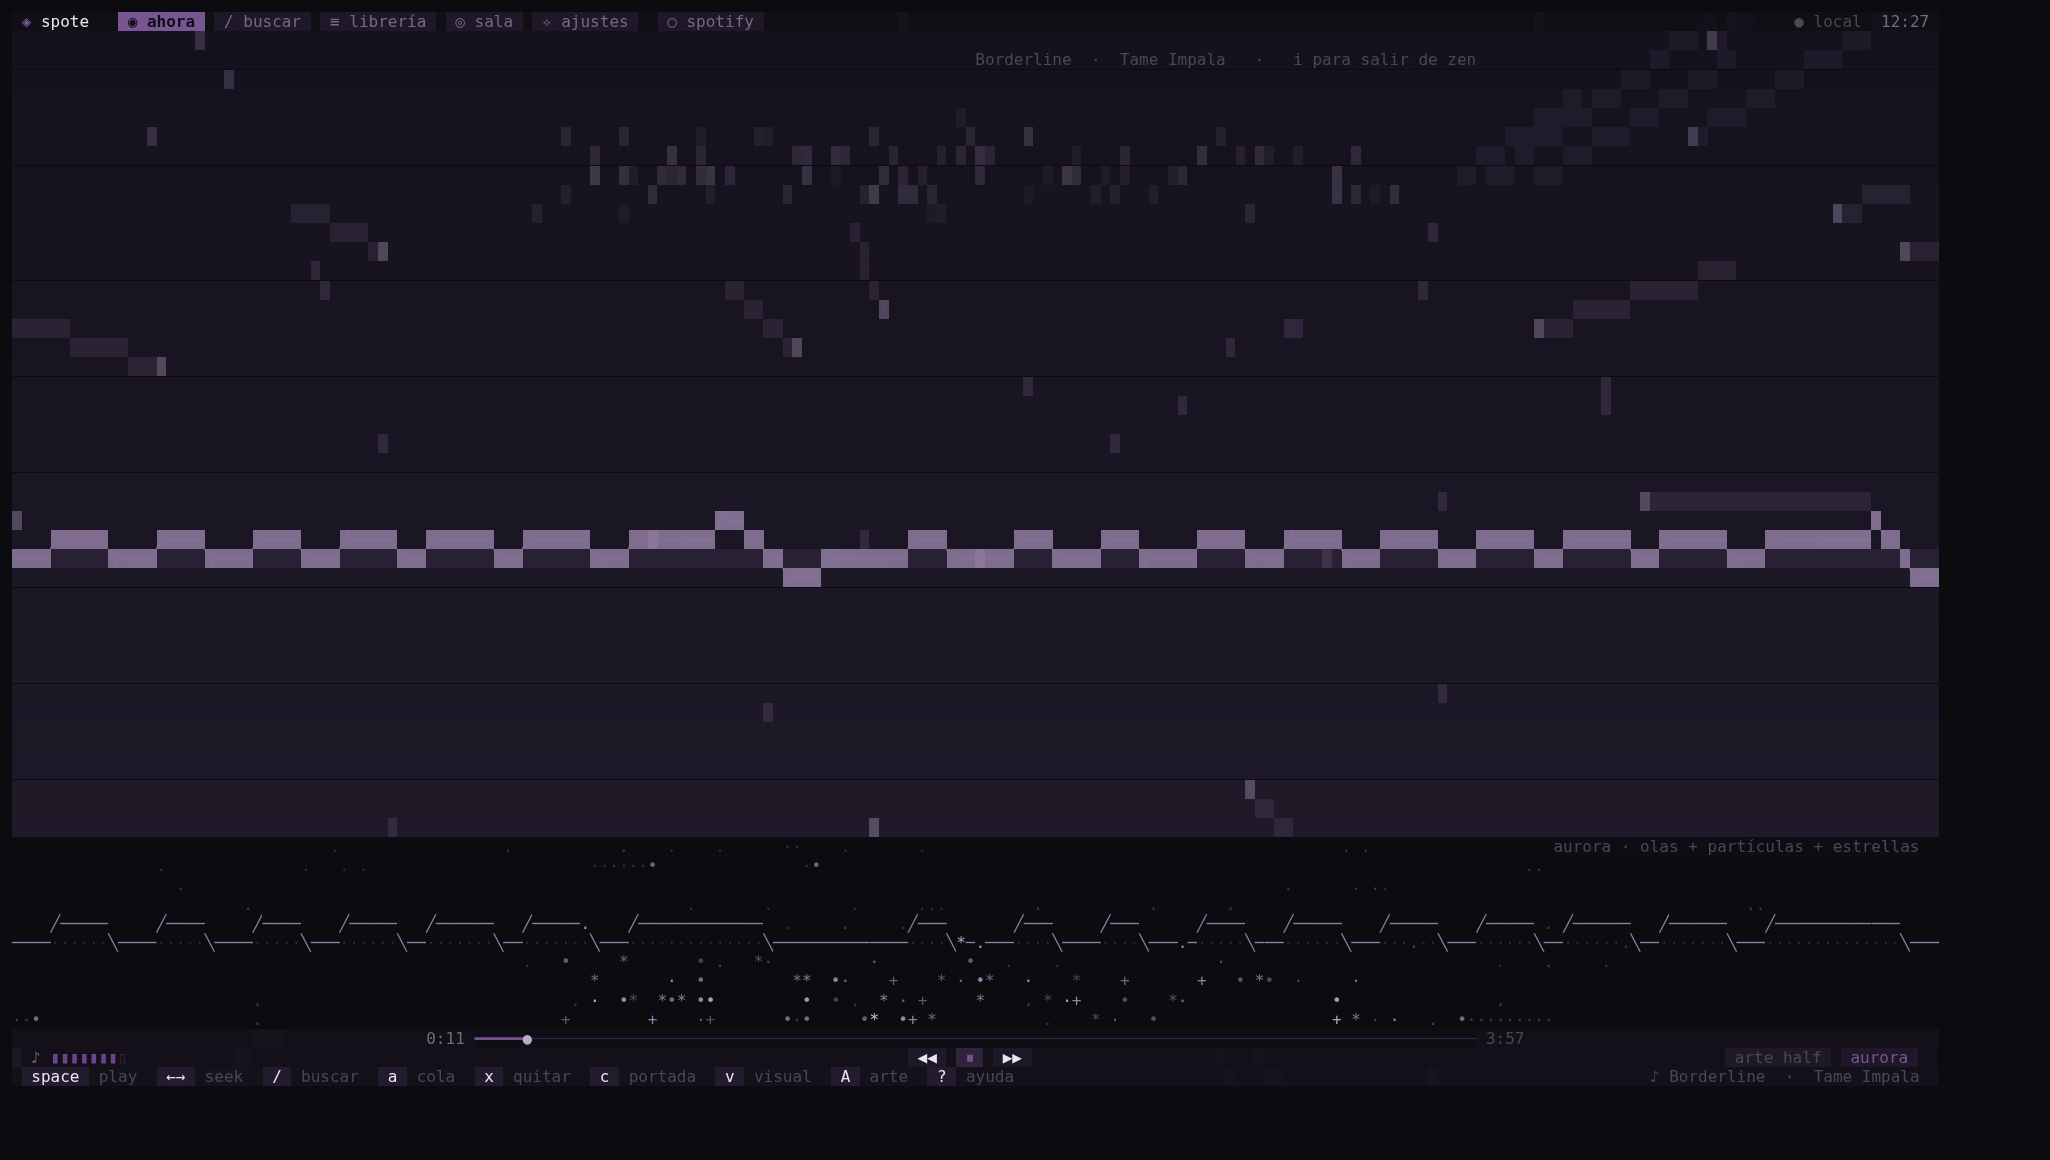 ◈ spote ◉ ahora / buscar ≡ librería ◎ sala ✧ ajustes ○ spotify ● local 12:27
Borderline · Tame Impala · i para salir de zen
aurora · olas + partículas + estrellas
0:11 3:57
♪ ◀◀ ▶▶ arte half aurora
space play ←→ seek / buscar a cola x quitar c portada v visual A arte ? ayuda ♪ Borderline · Tame Impala